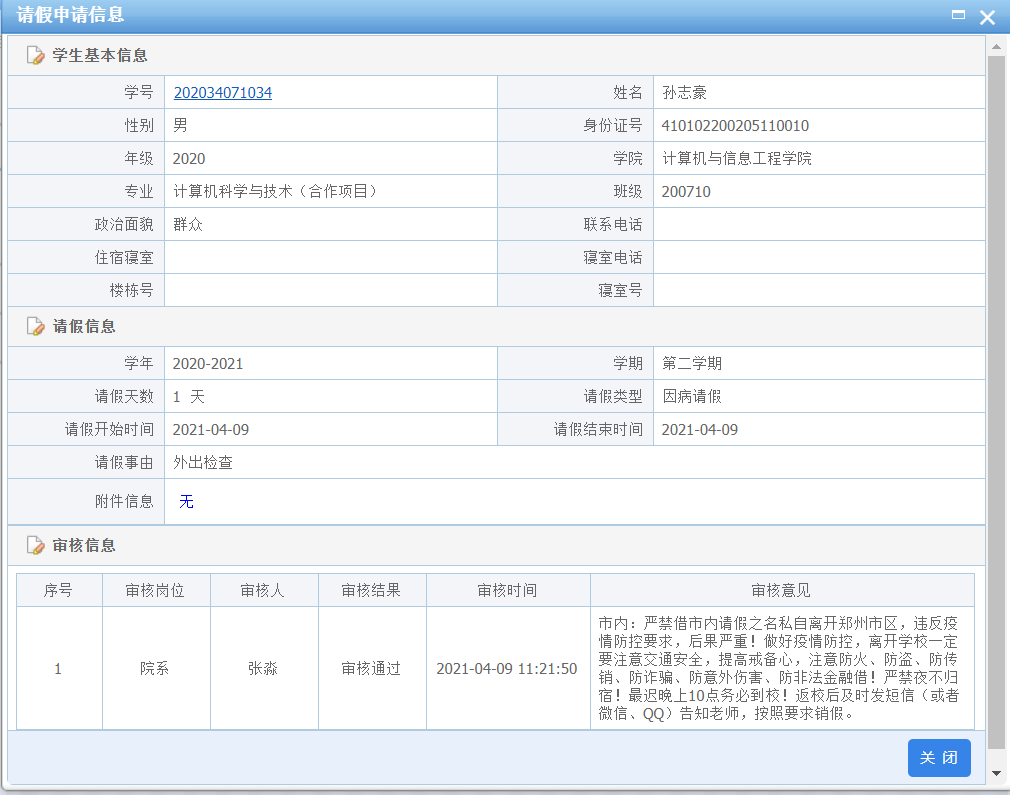 请假申请信息
学生基本信息
学号 202034071034 姓名 孙志豪
性别 男 身份证号 410102200205110010
年级 2020 学院 计算机与信息工程学院
专业 计算机科学与技术（合作项目） 班级 200710
政治面貌 群众 联系电话
住宿寝室 寝室电话
楼栋号 寝室号
请假信息
学年 2020-2021 学期 第二学期
请假天数 1 天 请假类型 因病请假
请假开始时间 2021-04-09 请假结束时间 2021-04-09
请假事由 外出检查
附件信息 无
审核信息
序号 审核岗位 审核人 审核结果 审核时间 审核意见
1 院系 张淼 审核通过 2021-04-09 11:21:50
市内：严禁借市内请假之名私自离开郑州市区，违反疫
情防控要求，后果严重！做好疫情防控，离开学校一定
要注意交通安全，提高戒备心，注意防火、防盗、防传
销、防诈骗、防意外伤害、防非法金融借！严禁夜不归
宿！最迟晚上10点务必到校！返校后及时发短信（或者
微信、QQ）告知老师，按照要求销假。
关 闭